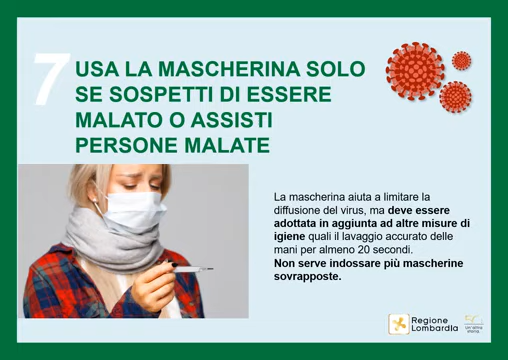 7
USA LA MASCHERINA SOLO
SE SOSPETTI DI ESSERE
MALATO O ASSISTI
PERSONE MALATE
La mascherina aiuta a limitare la
diffusione del virus, ma deve essere
adottata in aggiunta ad altre misure di
igiene quali il lavaggio accurato delle
mani per almeno 20 secondi.
Non serve indossare più mascherine
sovrapposte.
Regione
Lombardia